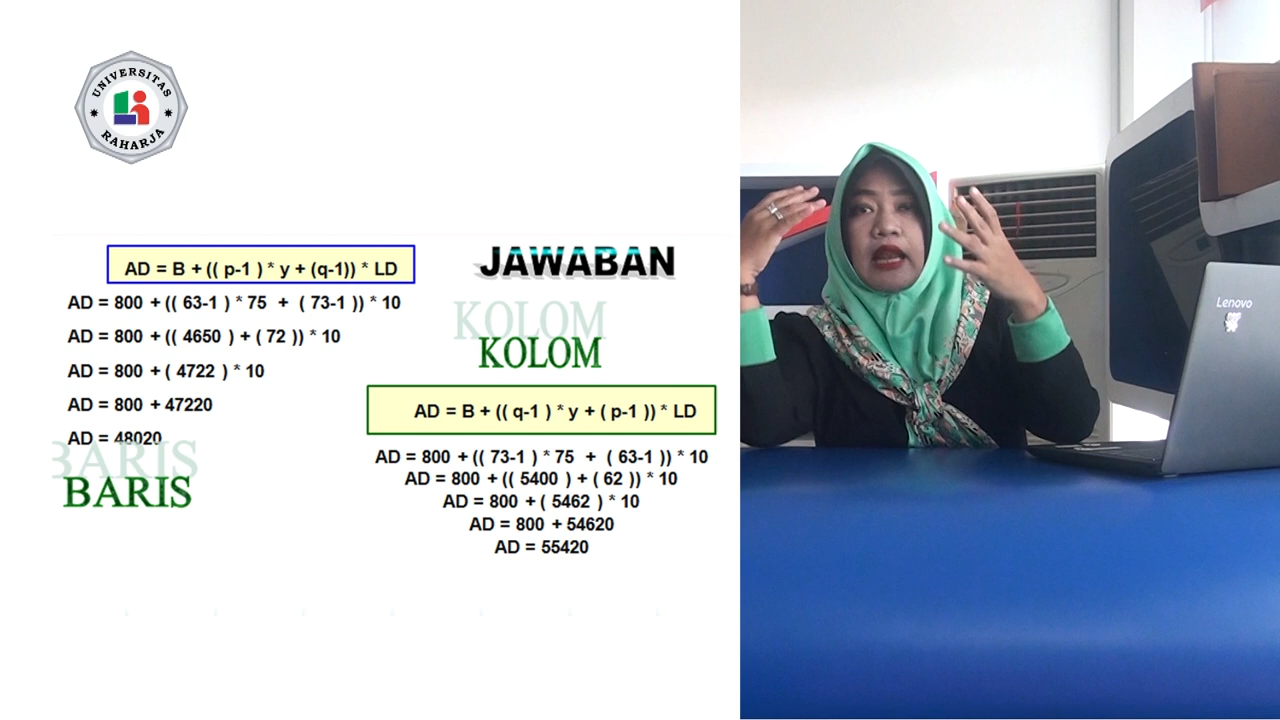 UNIVERSITAS
RAHARJA
AD = B + (( p-1 ) * y + (q-1)) * LD
AD = 800 + (( 63-1 ) * 75 + ( 73-1 )) * 10
AD = 800 + (( 4650 ) + ( 72 )) * 10
AD = 800 + ( 4722 ) * 10
AD = 800 + 47220
AD = 48020
BARIS
BARIS
JAWABAN
KOLOM
KOLOM
AD = B + (( q-1 ) * y + ( p-1 )) * LD
AD = 800 + (( 73-1 ) * 75 + ( 63-1 )) * 10
AD = 800 + (( 5400 ) + ( 62 )) * 10
AD = 800 + ( 5462 ) * 10
AD = 800 + 54620
AD = 55420
Lenovo